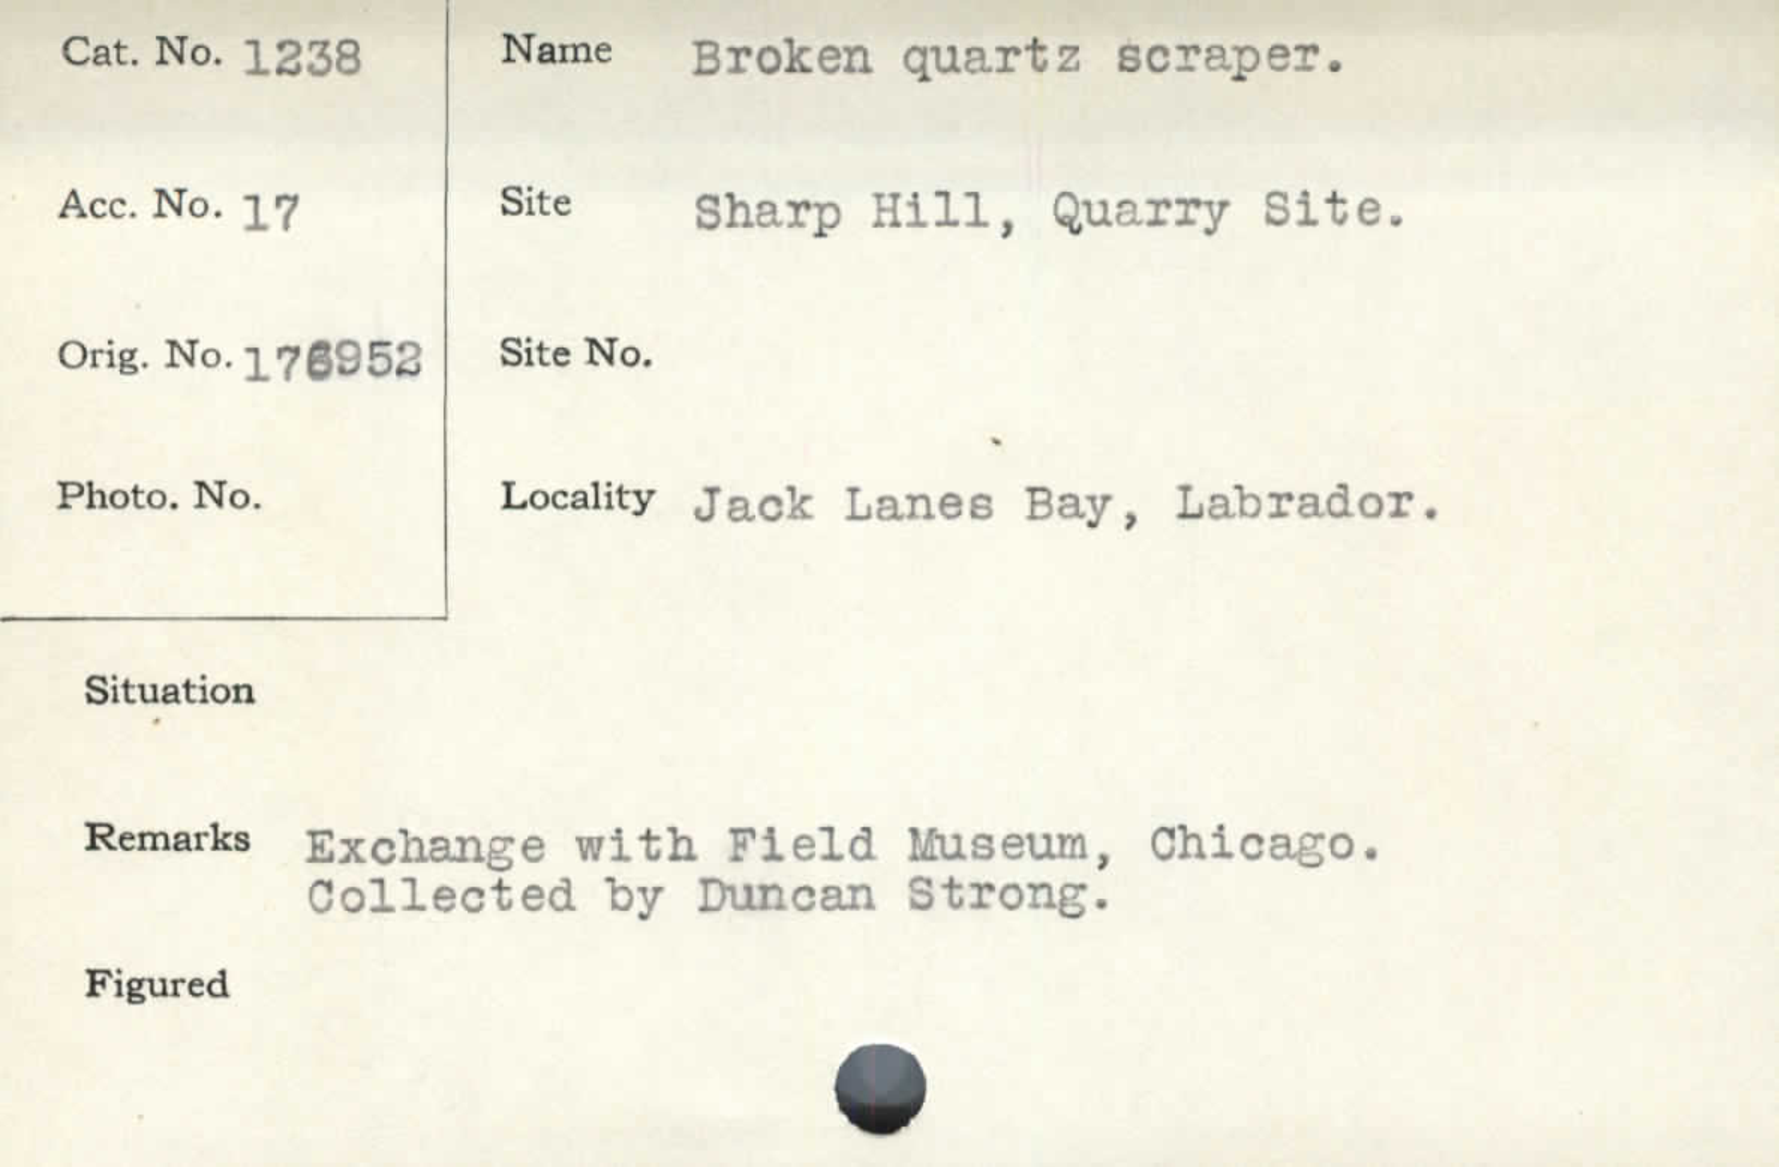 Cat. No. 1238
Name Broken quartz scraper.
Acc. No. 17
Site Sharp Hill, Quarry Site.
Orig. No. 176952
Site No.
Photo. No.
Locality Jack Lanes Bay, Labrador.
Situation
Remarks Exchange with Field Museum, Chicago.
Collected by Duncan Strong.
Figured